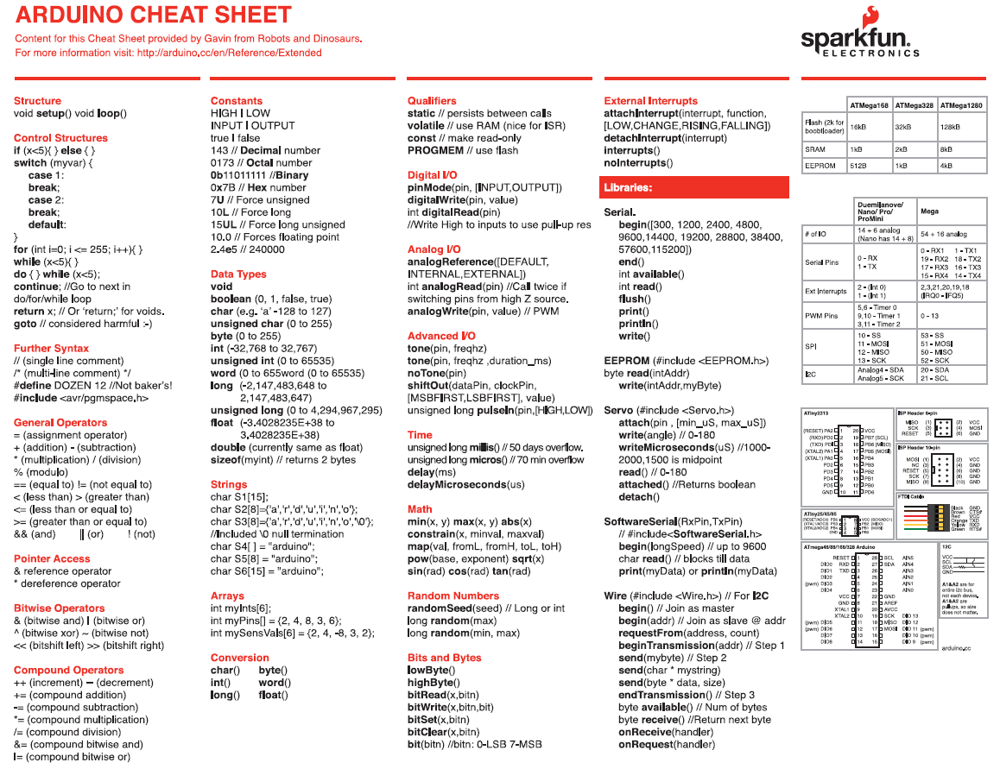 ARDUINO CHEAT SHEET
Content for this Cheat Sheet provided by Gavin from Robots and Dinosaurs.
For more information visit: http://arduino.cc/en/Reference/Extended
sparkfun.
ELECTRONICS
Structure
void setup() void loop()
Control Structures
if (x<5){ } else { }
switch (myvar) {
case 1:
break;
case 2:
break;
default:
}
for (int i=0; i <= 255; i++){ }
while (x<5){ }
do { } while (x<5);
continue; //Go to next in
do/for/while loop
return x; // Or 'return;' for voids.
goto // considered harmful :-)
Further Syntax
// (single line comment)
/* (multi-line comment) */
#define DOZEN 12 //Not baker's!
#include <avr/pgmspace.h>
General Operators
= (assignment operator)
+ (addition) - (subtraction)
* (multiplication) / (division)
% (modulo)
== (equal to) != (not equal to)
< (less than) > (greater than)
<= (less than or equal to)
>= (greater than or equal to)
&& (and) || (or) ! (not)
Pointer Access
& reference operator
* dereference operator
Bitwise Operators
& (bitwise and) | (bitwise or)
^ (bitwise xor) ~ (bitwise not)
<< (bitshift left) >> (bitshift right)
Compound Operators
++ (increment) -- (decrement)
+= (compound addition)
-= (compound subtraction)
*= (compound multiplication)
/= (compound division)
&= (compound bitwise and)
|= (compound bitwise or)
Constants
HIGH | LOW
INPUT | OUTPUT
true | false
143 // Decimal number
0173 // Octal number
0b11011111 //Binary
0x7B // Hex number
7U // Force unsigned
10L // Force long
15UL // Force long unsigned
10.0 // Forces floating point
2.4e5 // 240000
Data Types
void
boolean (0, 1, false, true)
char (e.g. 'a' -128 to 127)
unsigned char (0 to 255)
byte (0 to 255)
int (-32,768 to 32,767)
unsigned int (0 to 65535)
word (0 to 655word (0 to 65535)
long (-2,147,483,648 to
2,147,483,647)
unsigned long (0 to 4,294,967,295)
float (-3.4028235E+38 to
3.4028235E+38)
double (currently same as float)
sizeof(myint) // returns 2 bytes
Strings
char S1[15];
char S2[8]={'a','r','d','u','i','n','o'};
char S3[8]={'a','r','d','u','i','n','o','\0'};
//Included \0 null termination
char S4[ ] = "arduino";
char S5[8] = "arduino";
char S6[15] = "arduino";
Arrays
int myInts[6];
int myPins[] = {2, 4, 8, 3, 6};
int mySensVals[6] = {2, 4, -8, 3, 2};
Conversion
char() byte()
int() word()
long() float()
Qualifiers
static // persists between calls
volatile // use RAM (nice for ISR)
const // make read-only
PROGMEM // use flash
Digital I/O
pinMode(pin, [INPUT,OUTPUT])
digitalWrite(pin, value)
int digitalRead(pin)
//Write High to inputs to use pull-up res
Analog I/O
analogReference([DEFAULT,
INTERNAL,EXTERNAL])
int analogRead(pin) //Call twice if
switching pins from high Z source.
analogWrite(pin, value) // PWM
Advanced I/O
tone(pin, freqhz)
tone(pin, freqhz ,duration_ms)
noTone(pin)
shiftOut(dataPin, clockPin,
[MSBFIRST,LSBFIRST], value)
unsigned long pulseIn(pin,[HIGH,LOW])
Time
unsigned long millis() // 50 days overflow.
unsigned long micros() // 70 min overflow
delay(ms)
delayMicroseconds(us)
Math
min(x, y) max(x, y) abs(x)
constrain(x, minval, maxval)
map(val, fromL, fromH, toL, toH)
pow(base, exponent) sqrt(x)
sin(rad) cos(rad) tan(rad)
Random Numbers
randomSeed(seed) // Long or int
long random(max)
long random(min, max)
Bits and Bytes
lowByte()
highByte()
bitRead(x,bitn)
bitWrite(x,bitn,bit)
bitSet(x,bitn)
bitClear(x,bitn)
bit(bitn) //bitn: 0-LSB 7-MSB
External Interrupts
attachInterrupt(interrupt, function,
[LOW,CHANGE,RISING,FALLING])
detachInterrupt(interrupt)
interrupts()
noInterrupts()
Libraries:
Serial.
begin([300, 1200, 2400, 4800,
9600,14400, 19200, 28800, 38400,
57600,115200])
end()
int available()
int read()
flush()
print()
println()
write()
EEPROM (#include <EEPROM.h>)
byte read(intAddr)
write(intAddr,myByte)
Servo (#include <Servo.h>)
attach(pin , [min_uS, max_uS])
write(angle) // 0-180
writeMicroseconds(uS) //1000-
2000,1500 is midpoint
read() // 0-180
attached() //Returns boolean
detach()
SoftwareSerial(RxPin,TxPin)
// #include<SoftwareSerial.h>
begin(longSpeed) // up to 9600
char read() // blocks till data
print(myData) or println(myData)
Wire (#include <Wire.h>) // For I2C
begin() // Join as master
begin(addr) // Join as slave @ addr
requestFrom(address, count)
beginTransmission(addr) // Step 1
send(mybyte) // Step 2
send(char * mystring)
send(byte * data, size)
endTransmission() // Step 3
byte available() // Num of bytes
byte receive() //Return next byte
onReceive(handler)
onRequest(handler)
ATMega168 ATMega328 ATMega1280
Flash (2k for
bootloader) 16kB 32kB 128kB
SRAM 1kB 2kB 8kB
EEPROM 512B 1kB 4kB
Duemilanove/
Nano/ Pro/
ProMini Mega
# of IO 14 + 6 analog
(Nano has 14 + 8) 54 + 16 analog
Serial Pins 0 - RX
1 - TX
0 - RX1 1 - TX1
19 - RX2 18 - TX2
17 - RX3 16 - TX3
15 - RX4 14 - TX4
Ext Interrupts 2 - (Int 0)
1 - (Int 1)
2,3,21,20,19,18
(IRQ0 - IFQ5)
PWM Pins 5,6 - Timer 0
9,10 - Timer 1
3,11 - Timer 2
0 - 13
SPI 10 - SS
11 - MOSI
12 - MISO
13 - SCK
53 - SS
51 - MOSI
50 - MISO
52 - SCK
I2C Analog4 - SDA
Analog5 - SCK
20 - SDA
21 - SCL
ATiny2313
(RESET) PA2 1 20 VCC
(RXD) PD0 2 19 PB7 (SCL)
(TXD) PD1 3 18 PB6 (MISO)
(XTAL2) PA1 4 17 PB5 (MOSI)
(XTAL1) PA0 5 16 PB4
PD2 6 15 PB3
PD3 7 14 PB2
PD4 8 13 PB1
PD5 9 12 PB0
GND 10 11 PD6
ISP Header 6-pin
MISO (1) (2) VCC
SCK (3) (4) MOSI
RESET (5) (6) GND
ISP Header 10-pin
MOSI (1) (2) VCC
NC (3) (4) GND
RESET (5) (6) GND
SCK (7) (8) GND
MISO (9) (10) GND
FTDI Cable
Black GND
Brown CTS#
Red VCC
Orange TXD
Yellow RXD
Green RTS#
ATiny25/45/85
ATmega48/88/168/328 Arduino
RESET 1 28 SCL AIN5
DIO0 RXD 2 27 SDA AIN4
DIO1 TXD 3 26 AIN3
DIO2 4 25 AIN2
(pwm) DIO3 5 24 AIN1
DIO4 6 23 AIN0
VCC 7 22 GND
GND 8 21 AREF
XTAL1 9 20 AVCC
XTAL2 10 19 SCK DIO 13
(pwm) DIO5 11 18 MISO DIO 12
(pwm) DIO6 12 17 MOSI DIO 11 (pwm)
DIO7 13 16 DIO 10 (pwm)
DIO8 14 15 DIO 9 (pwm)
12C
VCC
SCL
SDA
GND
A1&A2 are for
entire i2c bus,
not each device.
A1&A2 are
pullups, so size
does not matter.
arduino.cc